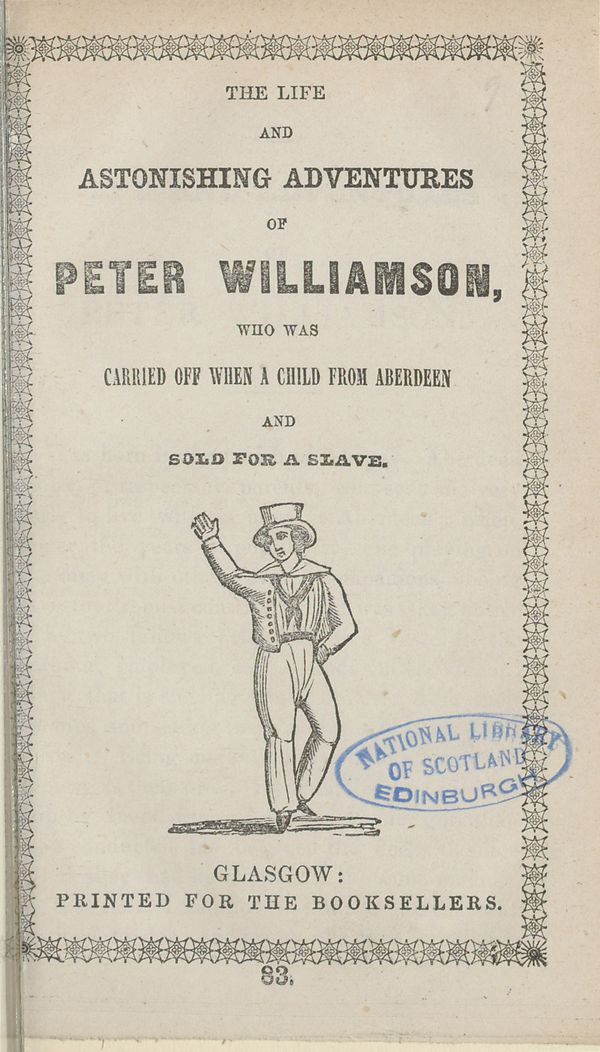 THE LIFE
AND
ASTONISHING ADVENTURES
OF
PETER WILLIAMSON,
WHO WAS
CARRIED OFF WHEN A CHILD FROM ABERDEEN
AND
SOLD FOR A SLAVE.
NATIONAL LIBRARY
OF SCOTLAND
EDINBURGH
GLASGOW:
PRINTED FOR THE BOOKSELLERS.
83.